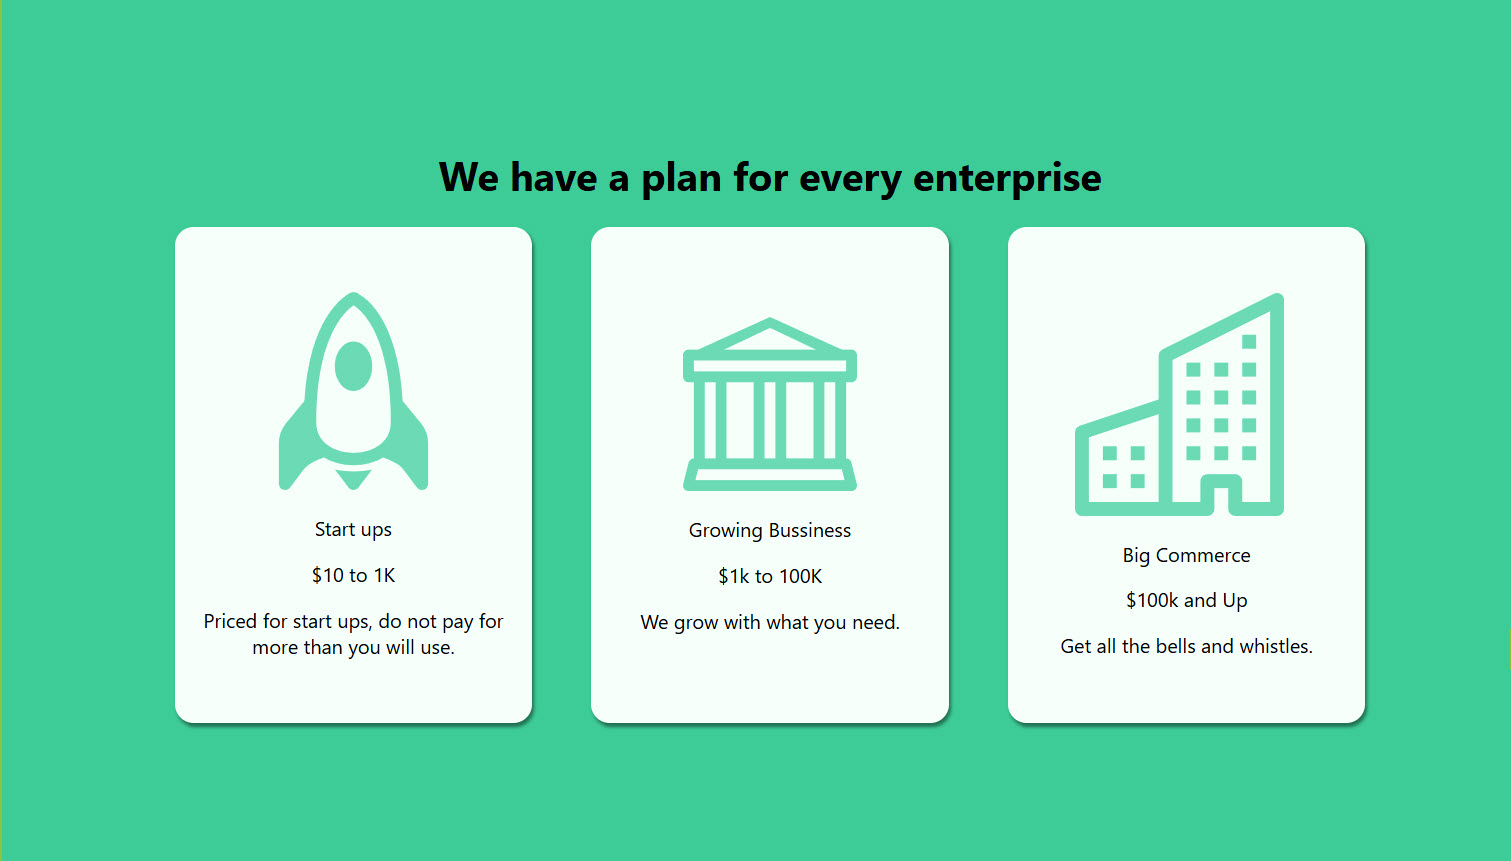 We have a plan for every enterprise
Start ups
$10 to 1K
Priced for start ups, do not pay for
more than you will use.
Growing Bussiness
$1k to 100K
We grow with what you need.
Big Commerce
$100k and Up
Get all the bells and whistles.